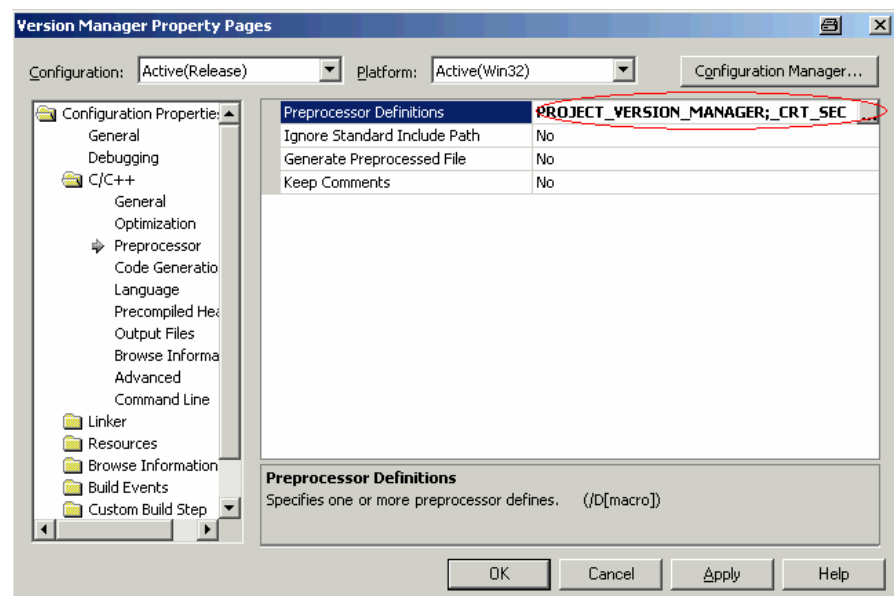 Version Manager Property Pages
Configuration: Active(Release) Platform: Active(Win32) Configuration Manager...
Configuration Propertie
General
Debugging
C/C++
General
Optimization
Preprocessor
Code Generatio
Language
Precompiled Hea
Output Files
Browse Informa
Advanced
Command Line
Linker
Resources
Browse Information
Build Events
Custom Build Step
Preprocessor Definitions PROJECT_VERSION_MANAGER;_CRT_SEC ...
Ignore Standard Include Path No
Generate Preprocessed File No
Keep Comments No
Preprocessor Definitions
Specifies one or more preprocessor defines. (/D[macro])
OK Cancel Apply Help